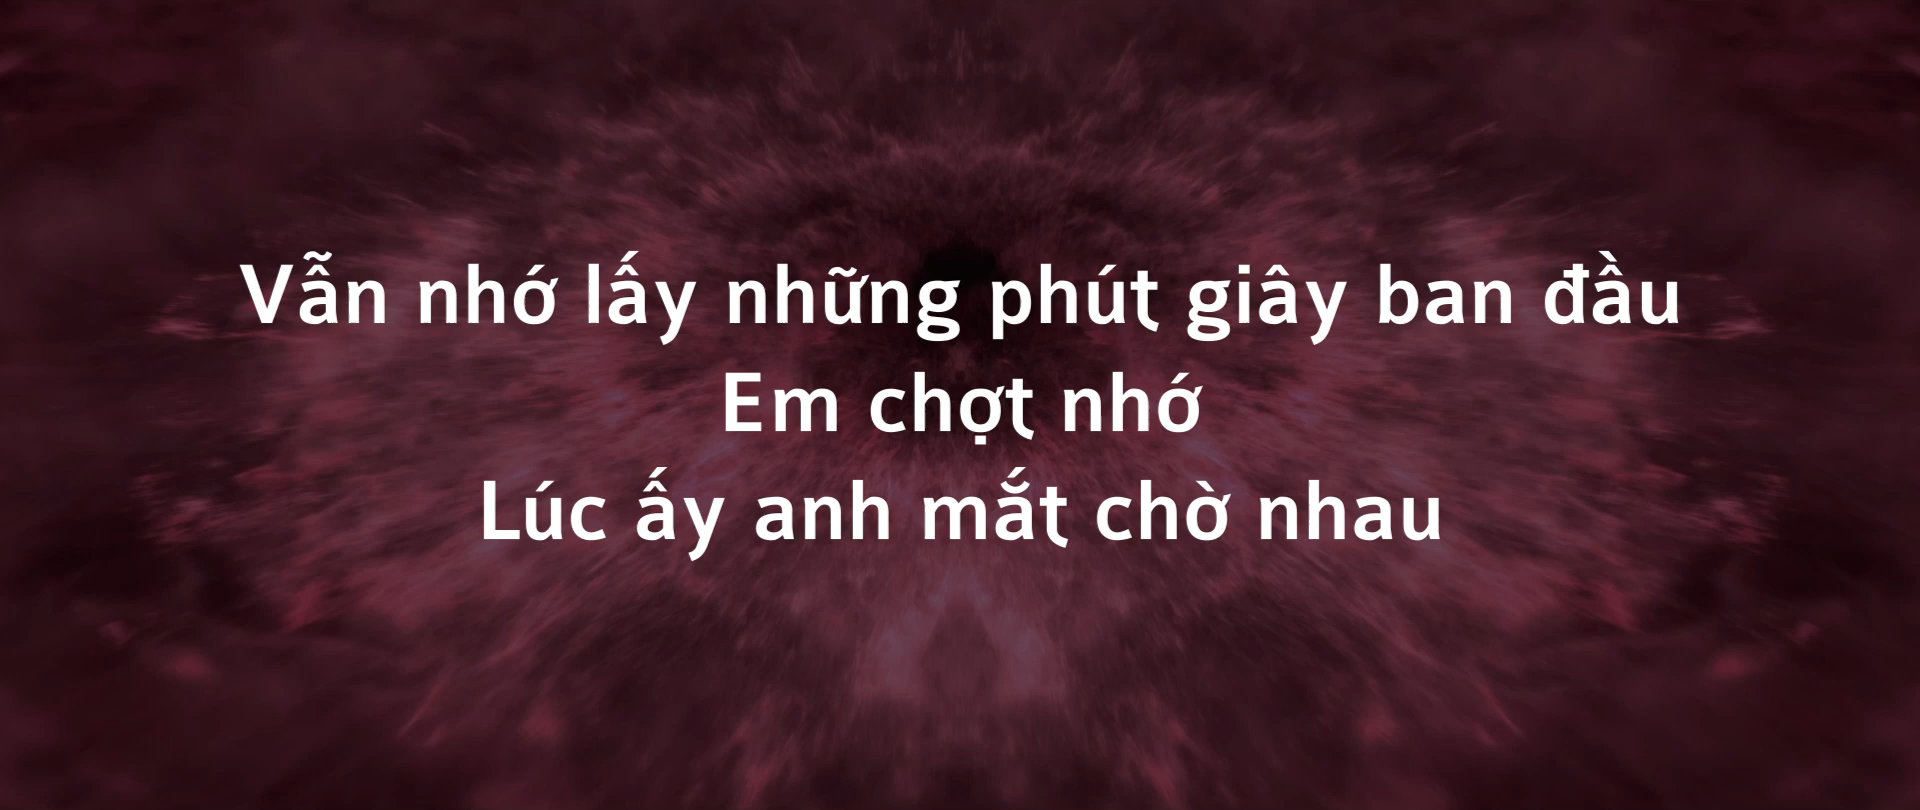 Vẫn nhớ lấy những phút giây ban đầu
Em chợt nhớ
Lúc ấy anh mắt chờ nhau